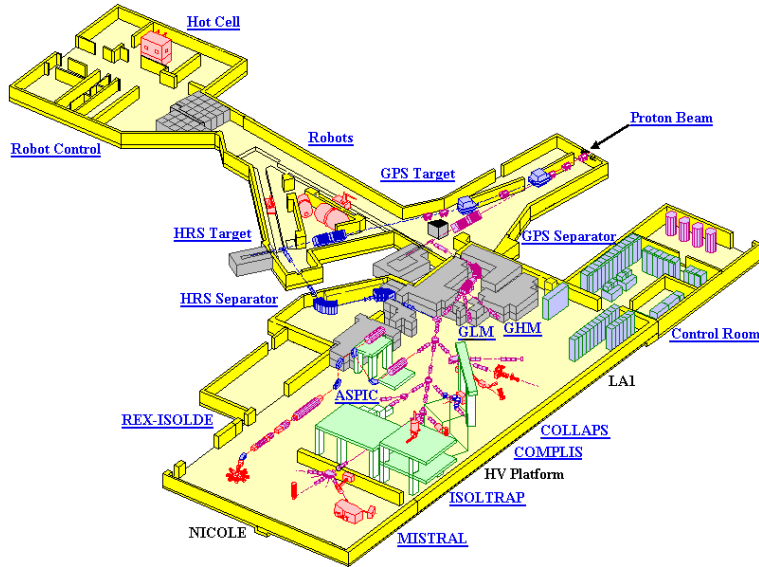 Hot Cell
Proton Beam
Robots
Robot Control
GPS Target
HRS Target
GPS Separator
HRS Separator
GLM
GHM
Control Room
LA1
ASPIC
REX-ISOLDE
COLLAPS
COMPLIS
HV Platform
ISOLTRAP
NICOLE
MISTRAL